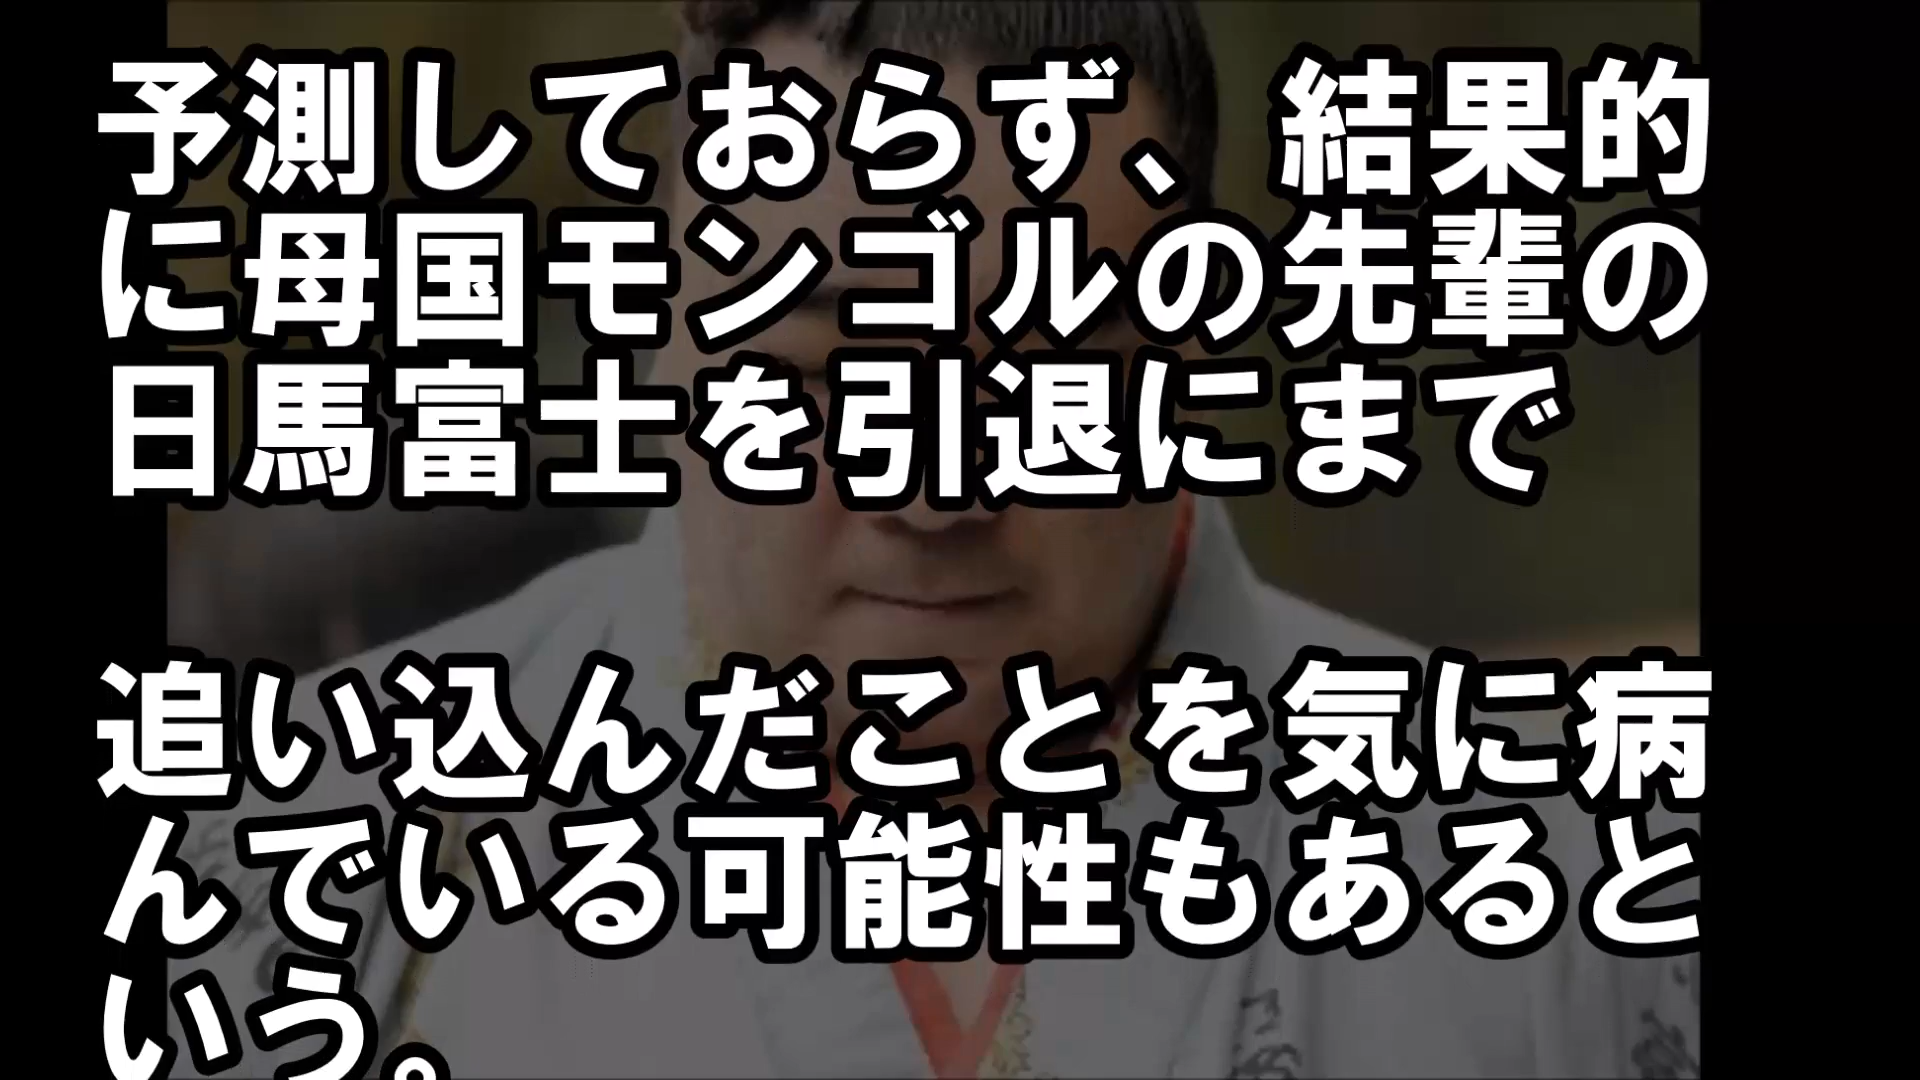 予測しておらず、結果的
に母国モンゴルの先輩の
日馬富士を引退にまで
追い込んだことを気に病
んでいる可能性もあると
いう。